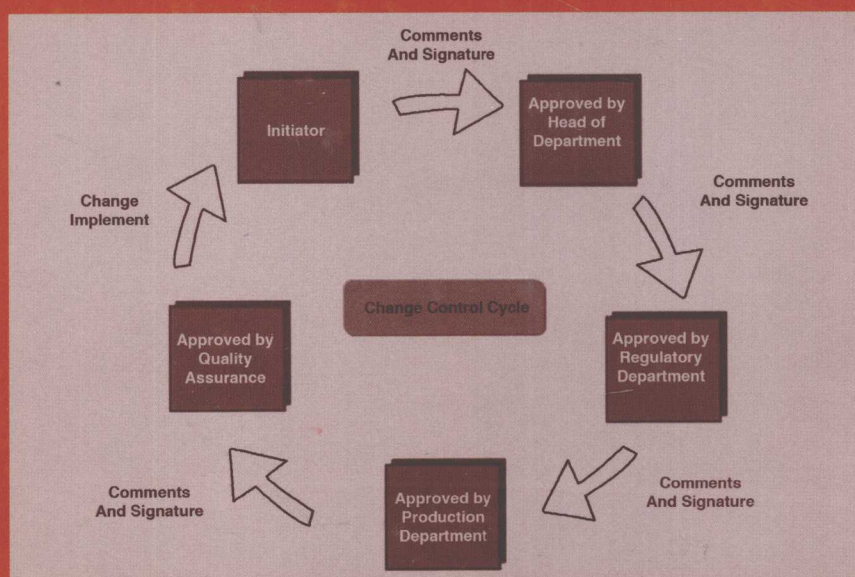 Comments
And Signature
Initiator
Approved by
Head of
Department
Comments
And Signature
Change
Implement
Change Control Cycle
Approved by
Quality
Assurance
Approved by
Regulatory
Department
Comments
And Signature
Approved by
Production
Department
Comments
And Signature